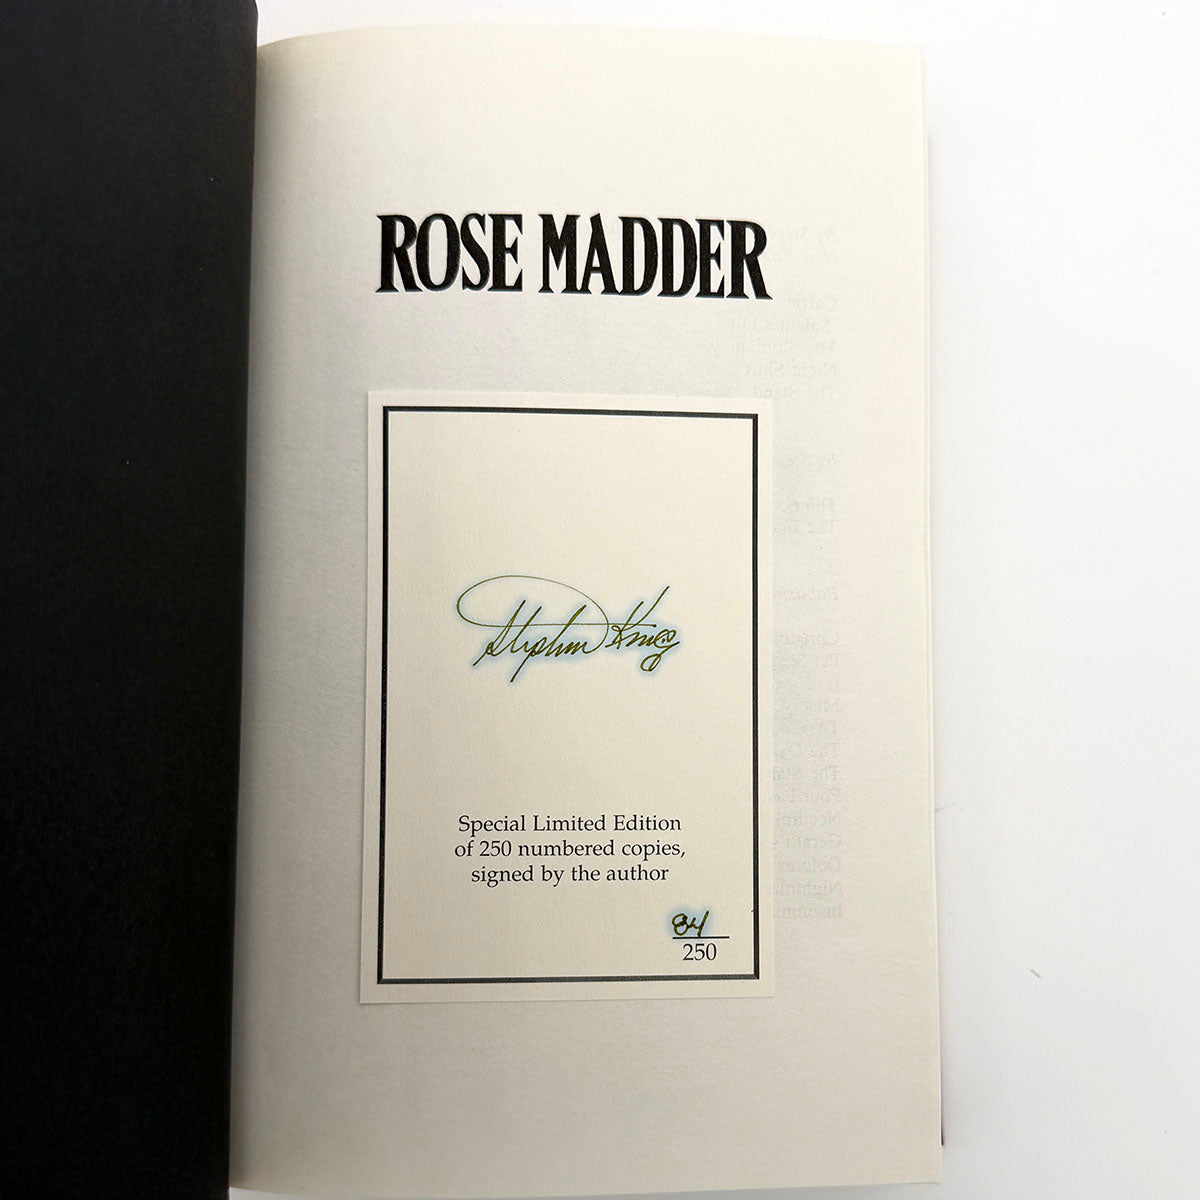 ROSE MADDER
Stephen King
Special Limited Edition
of 250 numbered copies,
signed by the author
84
250